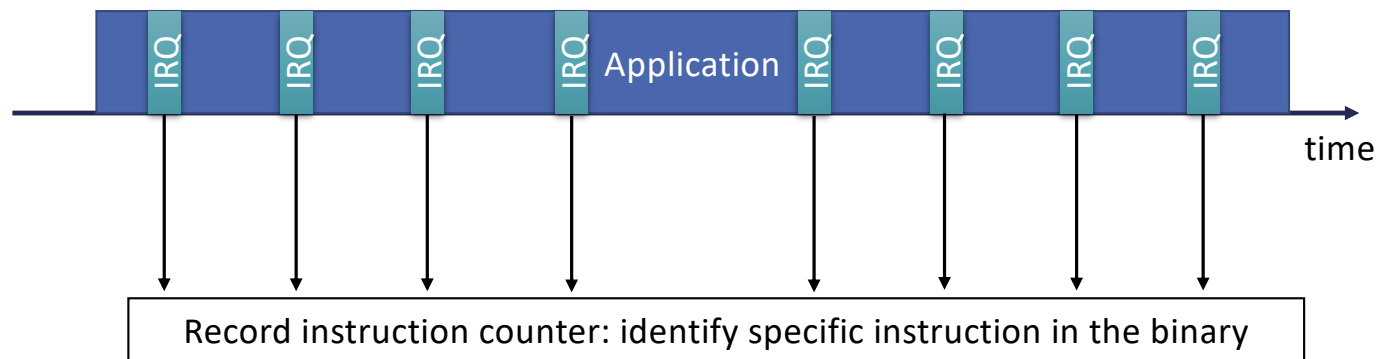 IRQ
IRQ
IRQ
IRQ
Application
IRQ
IRQ
IRQ
IRQ
time
Record instruction counter: identify specific instruction in the binary